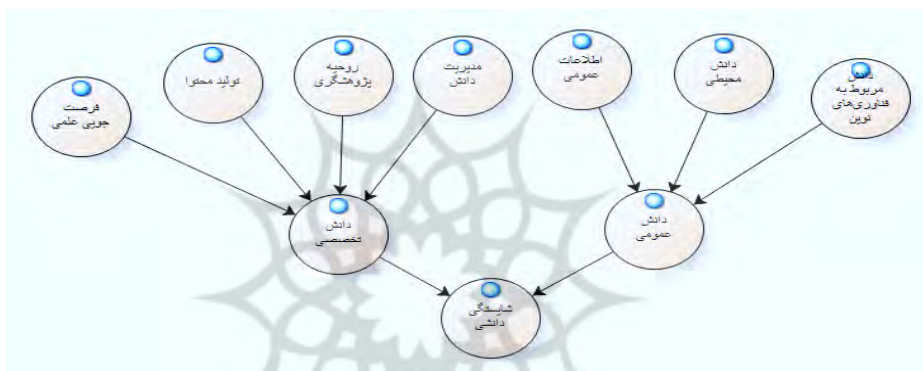 دانش
مربوط به
فناوری‌های
نوین
دانش
محیطی
اطلاعات
عمومی
مدیریت
دانش
روحیه
پژوهشگری
تولید محتوا
فرصت
جویی علمی
دانش
عمومی
دانش
تخصصی
شایستگی
دانشی